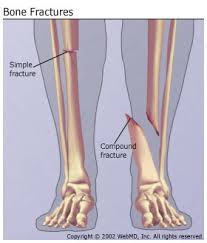 Bone Fractures
Simple
fracture
Compound
fracture
Copyright © 2002 WebMD, Inc. All rights reserved.